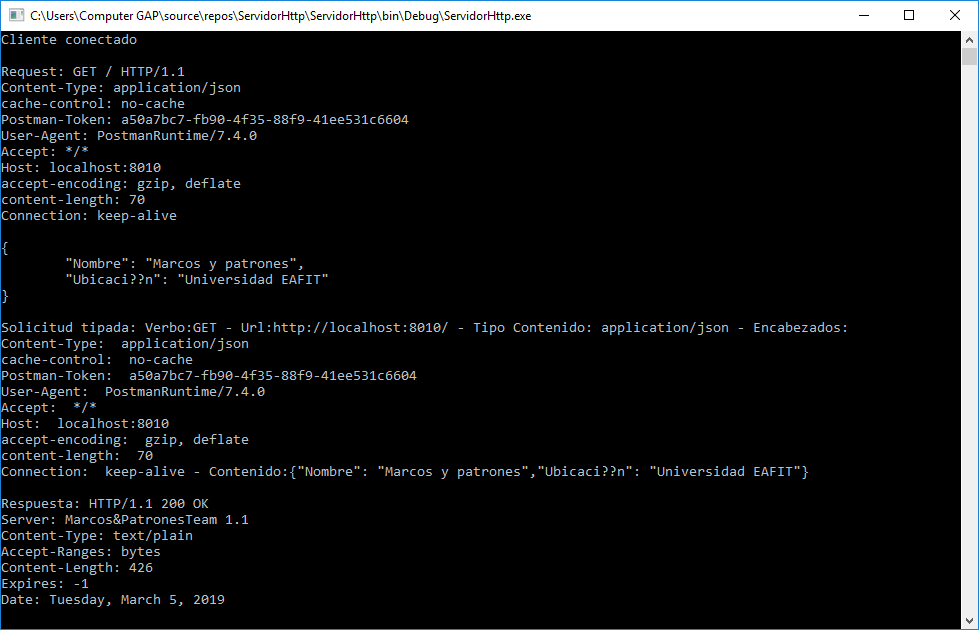 C:\Users\Computer GAP\source\repos\ServidorHttp\ServidorHttp\bin\Debug\ServidorHttp.exe
Cliente conectado
Request: GET / HTTP/1.1
Content-Type: application/json
cache-control: no-cache
Postman-Token: a50a7bc7-fb90-4f35-88f9-41ee531c6604
User-Agent: PostmanRuntime/7.4.0
Accept: */*
Host: localhost:8010
accept-encoding: gzip, deflate
content-length: 70
Connection: keep-alive
{
        "Nombre": "Marcos y patrones",
        "Ubicaci??n": "Universidad EAFIT"
}
Solicitud tipada: Verbo:GET - Url:http://localhost:8010/ - Tipo Contenido: application/json - Encabezados:
Content-Type:  application/json
cache-control:  no-cache
Postman-Token:  a50a7bc7-fb90-4f35-88f9-41ee531c6604
User-Agent:  PostmanRuntime/7.4.0
Accept:  */*
Host:  localhost:8010
accept-encoding:  gzip, deflate
content-length:  70
Connection:  keep-alive - Contenido:{"Nombre": "Marcos y patrones","Ubicaci??n": "Universidad EAFIT"}
Respuesta: HTTP/1.1 200 OK
Server: Marcos&PatronesTeam 1.1
Content-Type: text/plain
Accept-Ranges: bytes
Content-Length: 426
Expires: -1
Date: Tuesday, March 5, 2019